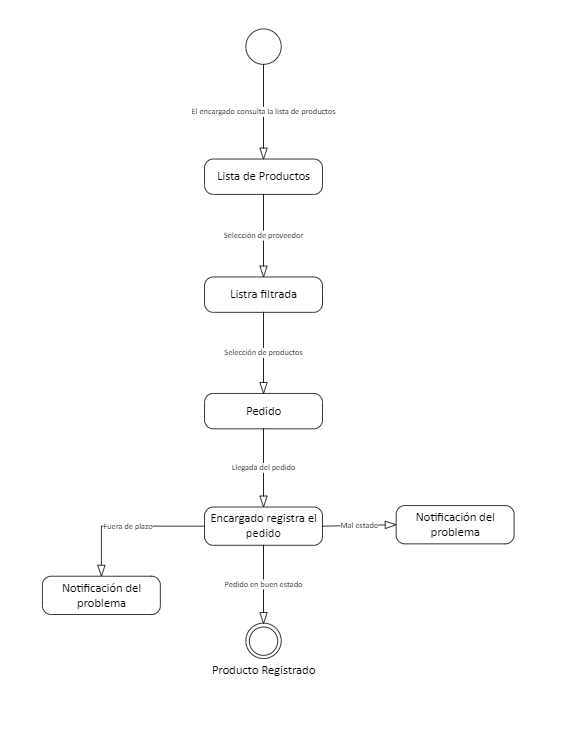 El encargado consulta la lista de productos
Lista de Productos
Selección de proveedor
Listra filtrada
Selección de productos
Pedido
Llegada del pedido
Encargado registra el
pedido
Fuera de plazo
Mal estado
Notificación del
problema
Notificación del
problema
Pedido en buen estado
Producto Registrado